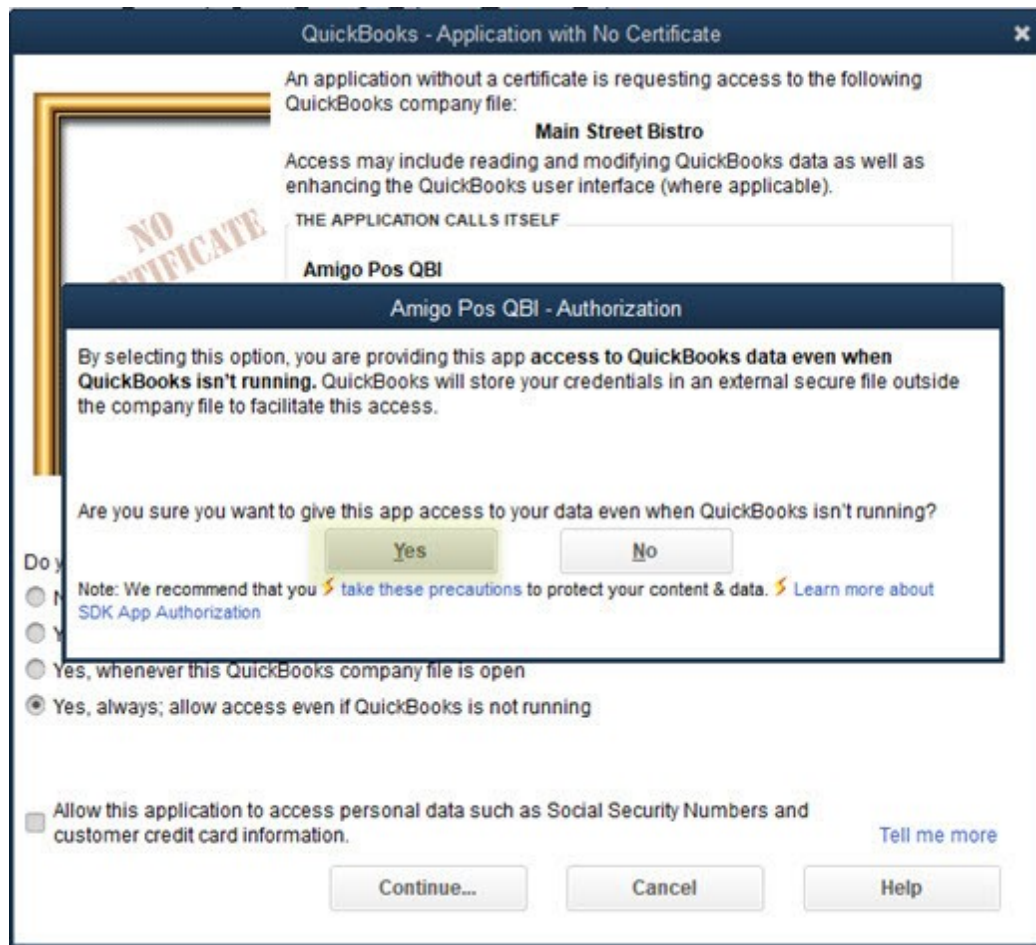 QuickBooks - Application with No Certificate
An application without a certificate is requesting access to the following
QuickBooks company file:
Main Street Bistro
Access may include reading and modifying QuickBooks data as well as
enhancing the QuickBooks user interface (where applicable).
NO
THE APPLICATION CALLS ITSELF
Amigo Pos QBI
Amigo Pos QBI - Authorization
By selecting this option, you are providing this app access to QuickBooks data even when
QuickBooks isn't running. QuickBooks will store your credentials in an external secure file outside
the company file to facilitate this access.
Are you sure you want to give this app access to your data even when QuickBooks isn't running?
Yes
No
Do y
Note: We recommend that you take these precautions to protect your content & data. Learn more about
SDK App Authorization
N
Y
Yes, whenever this QuickBooks company file is open
Yes, always; allow access even if QuickBooks is not running
Allow this application to access personal data such as Social Security Numbers and
customer credit card information.
Tell me more
Continue...
Cancel
Help